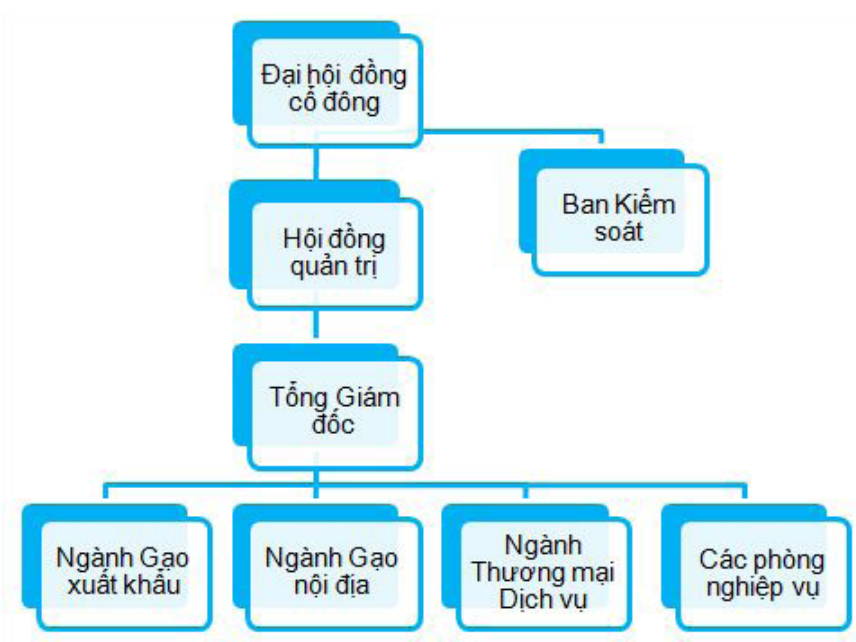 Đại hội đồng
cổ đông
Ban Kiểm
soát
Hội đồng
quản trị
Tổng Giám
đốc
Ngành Gạo
xuất khẩu
Ngành Gạo
nội địa
Ngành
Thương mại
Dịch vụ
Các phòng
nghiệp vụ